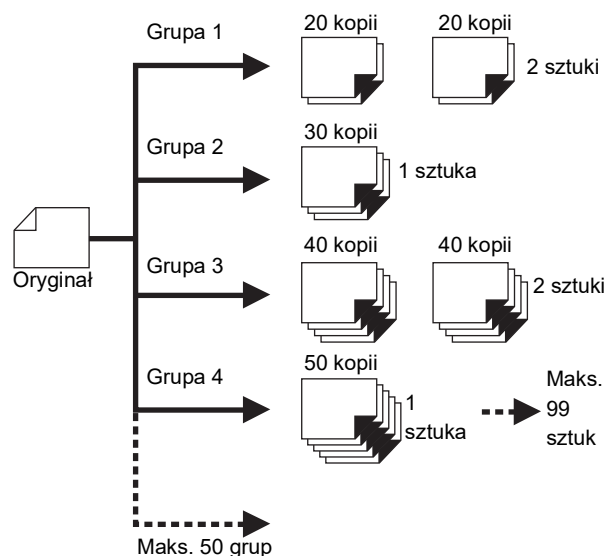 Grupa 1
20 kopii
20 kopii
2 sztuki
Grupa 2
30 kopii
1 sztuka
Oryginał
Grupa 3
40 kopii
40 kopii
2 sztuki
Grupa 4
50 kopii
1
sztuka
Maks.
99
sztuk
Maks. 50 grup